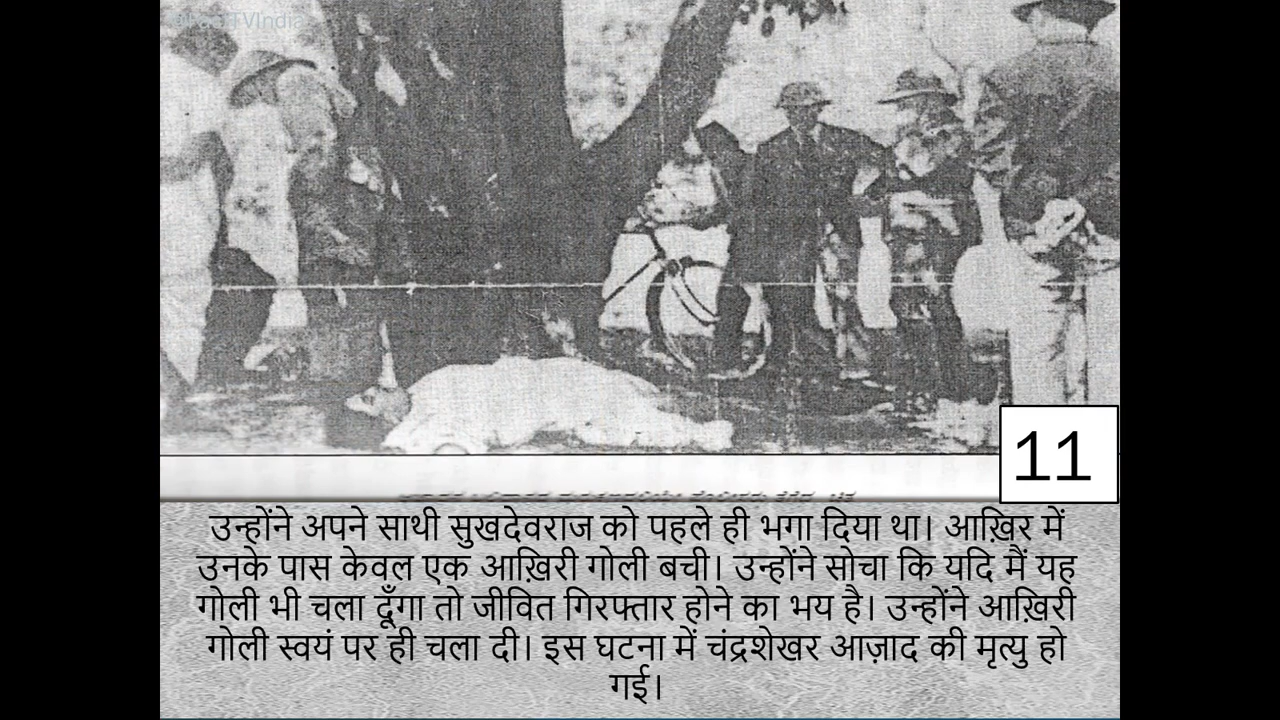 उन्होंने अपने साथी सुखदेवराज को पहले ही भगा दिया था। आख़िर में
उनके पास केवल एक आख़िरी गोली बची। उन्होंने सोचा कि यदि मैं यह
गोली भी चला दूँगा तो जीवित गिरफ्तार होने का भय है। उन्होंने आख़िरी
गोली स्वयं पर ही चला दी। इस घटना में चंद्रशेखर आज़ाद की मृत्यु हो
गई।
11